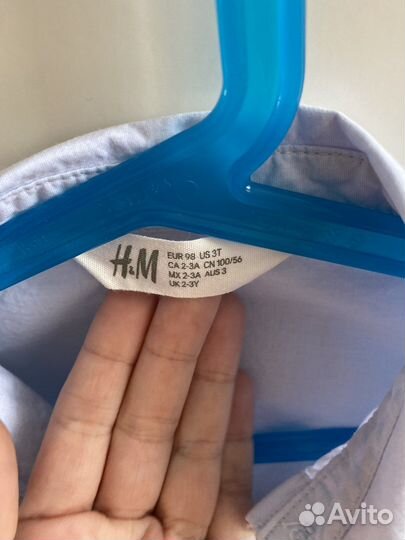 H&M
EUR 98 US 3T
CA 2-3A CN 100/56
MX 2-3A AUS 3
UK 2-3Y
Avito